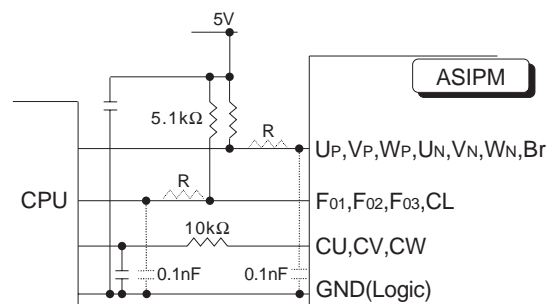 5V
ASIPM
5.1kΩ
R
UP,VP,WP,UN,VN,WN,Br
R
CPU
F01,F02,F03,CL
10kΩ
CU,CV,CW
0.1nF
0.1nF
GND(Logic)